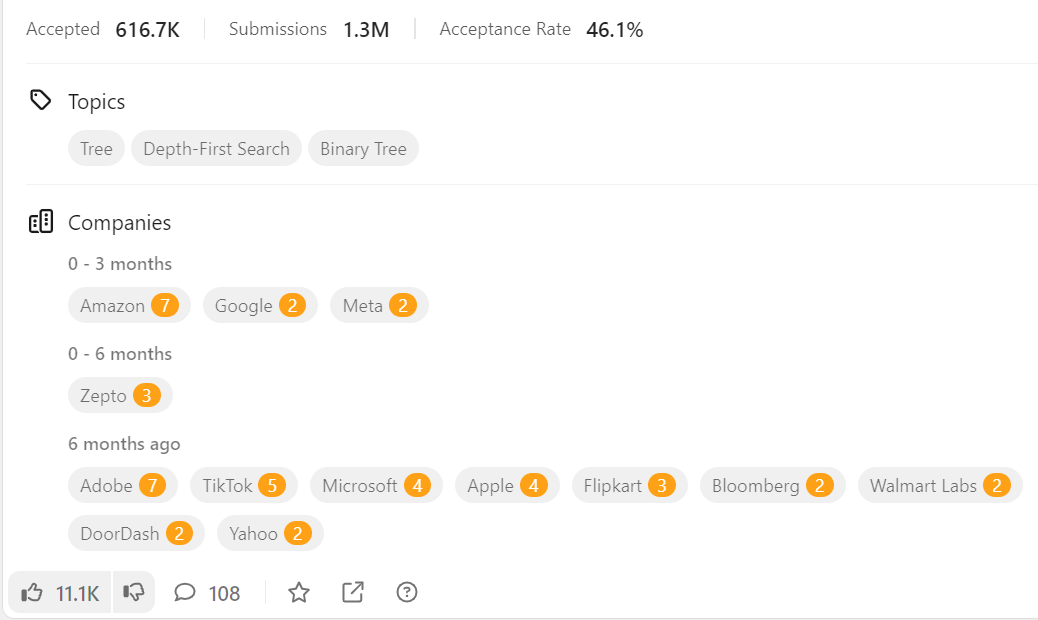 Accepted 616.7K Submissions 1.3M Acceptance Rate 46.1%
Topics
Tree Depth-First Search Binary Tree
Companies
0 - 3 months
Amazon 7 Google 2 Meta 2
0 - 6 months
Zepto 3
6 months ago
Adobe 7 TikTok 5 Microsoft 4 Apple 4 Flipkart 3 Bloomberg 2 Walmart Labs 2
DoorDash 2 Yahoo 2
11.1K 108 ?